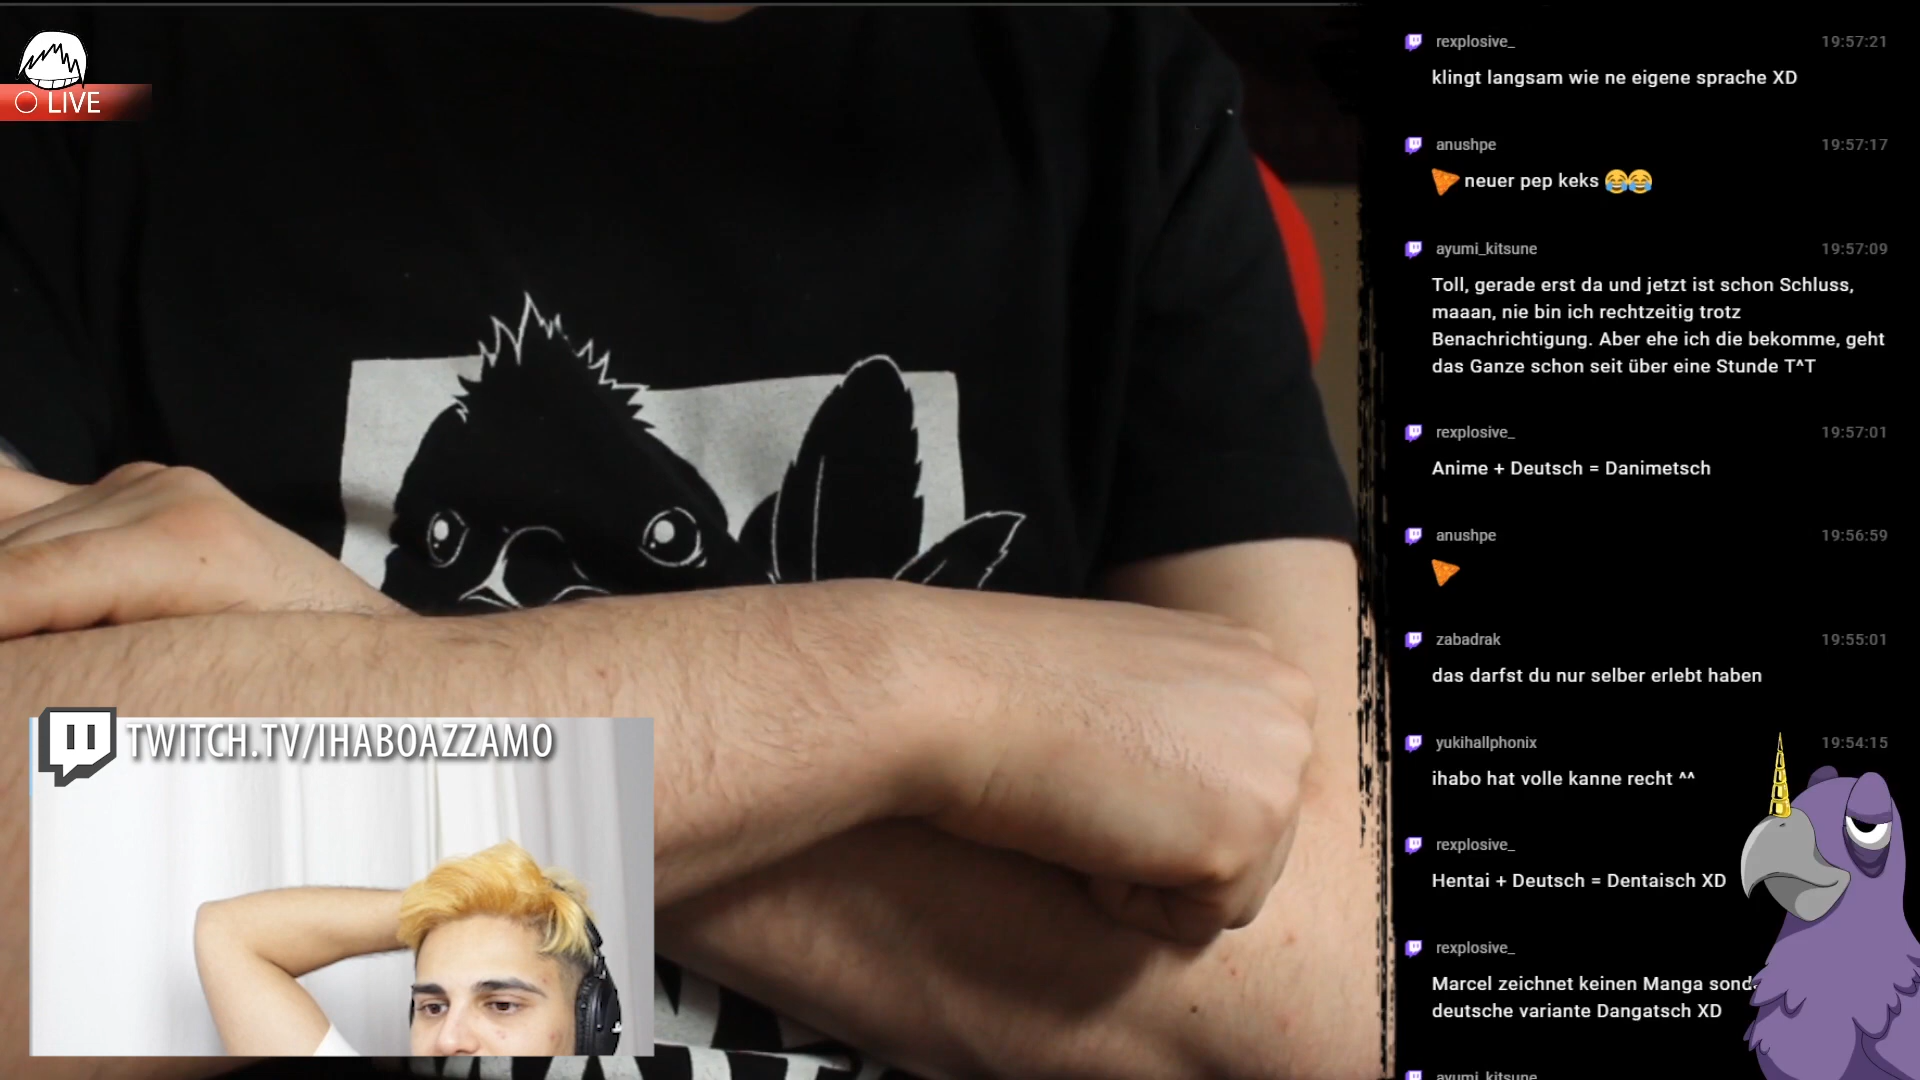 LIVE
TWITCH.TV/IHABOAZZAMO
rexplosive_ 19:57:21
klingt langsam wie ne eigene sprache XD
anushpe 19:57:17
neuer pep keks 😂😂
ayumi_kitsune 19:57:09
Toll, gerade erst da und jetzt ist schon Schluss,
maaan, nie bin ich rechtzeitig trotz
Benachrichtigung. Aber ehe ich die bekomme, geht
das Ganze schon seit über eine Stunde T^T
rexplosive_ 19:57:01
Anime + Deutsch = Danimetsch
anushpe 19:56:59
zabadrak 19:55:01
das darfst du nur selber erlebt haben
yukihallphonix 19:54:15
ihabo hat volle kanne recht ^^
rexplosive_
Hentai + Deutsch = Dentaisch XD
rexplosive_
Marcel zeichnet keinen Manga sond
deutsche variante Dangatsch XD
ayumi_kitsune